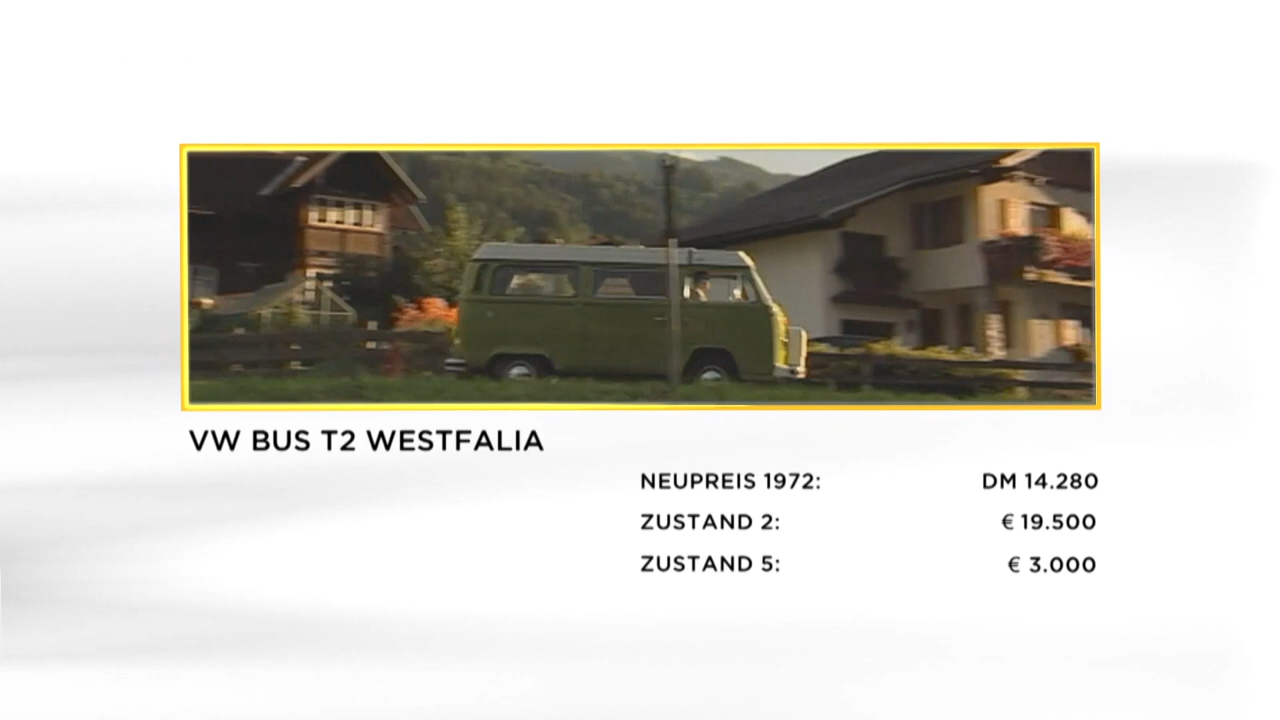 VW BUS T2 WESTFALIA
NEUPREIS 1972: DM 14.280
ZUSTAND 2: € 19.500
ZUSTAND 5: € 3.000